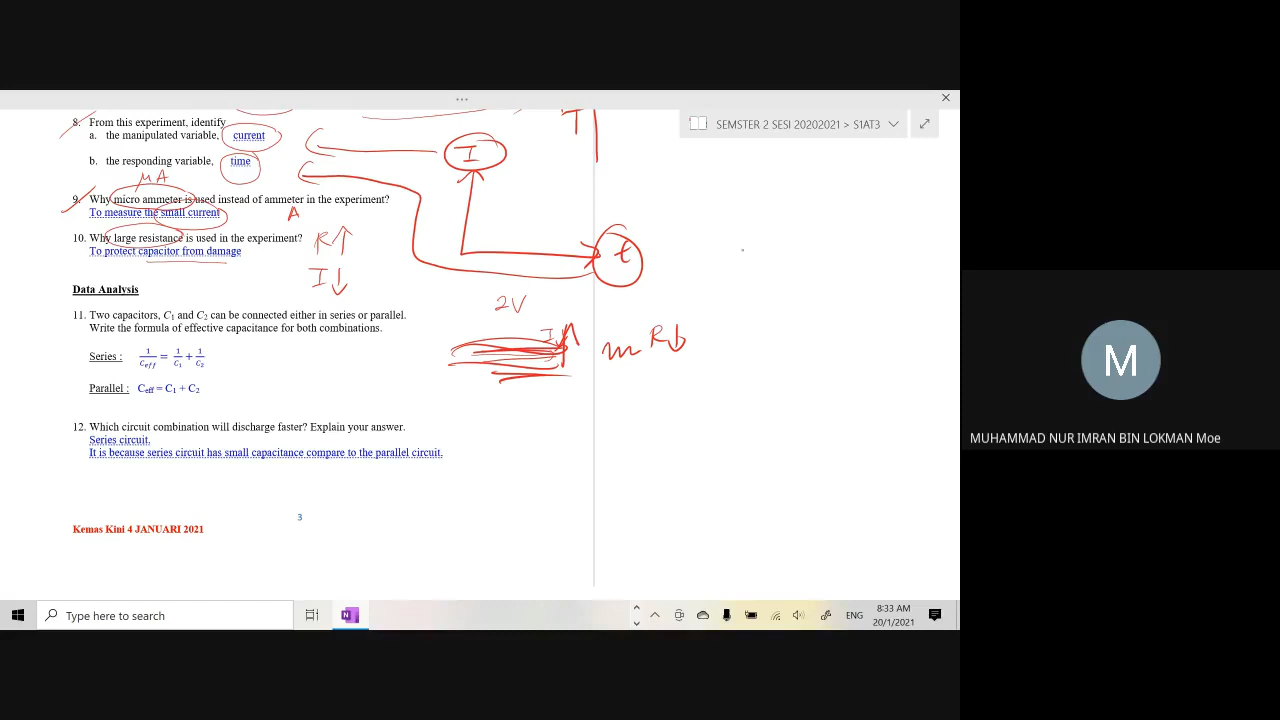 8. From this experiment, identify
a. the manipulated variable, current
b. the responding variable, time
µA
9. Why micro ammeter is used instead of ammeter in the experiment?
To measure the small current
A
10. Why large resistance is used in the experiment?
To protect capacitor from damage
R↑
I↓
I
t
T
2V
I
R↓
Data Analysis
11. Two capacitors, C1 and C2 can be connected either in series or parallel.
Write the formula of effective capacitance for both combinations.
Series : 1/Ceff = 1/C1 + 1/C2
Parallel : Ceff = C1 + C2
12. Which circuit combination will discharge faster? Explain your answer.
Series circuit.
It is because series circuit has small capacitance compare to the parallel circuit.
3
Kemas Kini 4 JANUARI 2021
SEMSTER 2 SESI 20202021 > S1AT3
M
MUHAMMAD NUR IMRAN BIN LOKMAN Moe
Type here to search
N
ENG
8:33 AM
20/1/2021